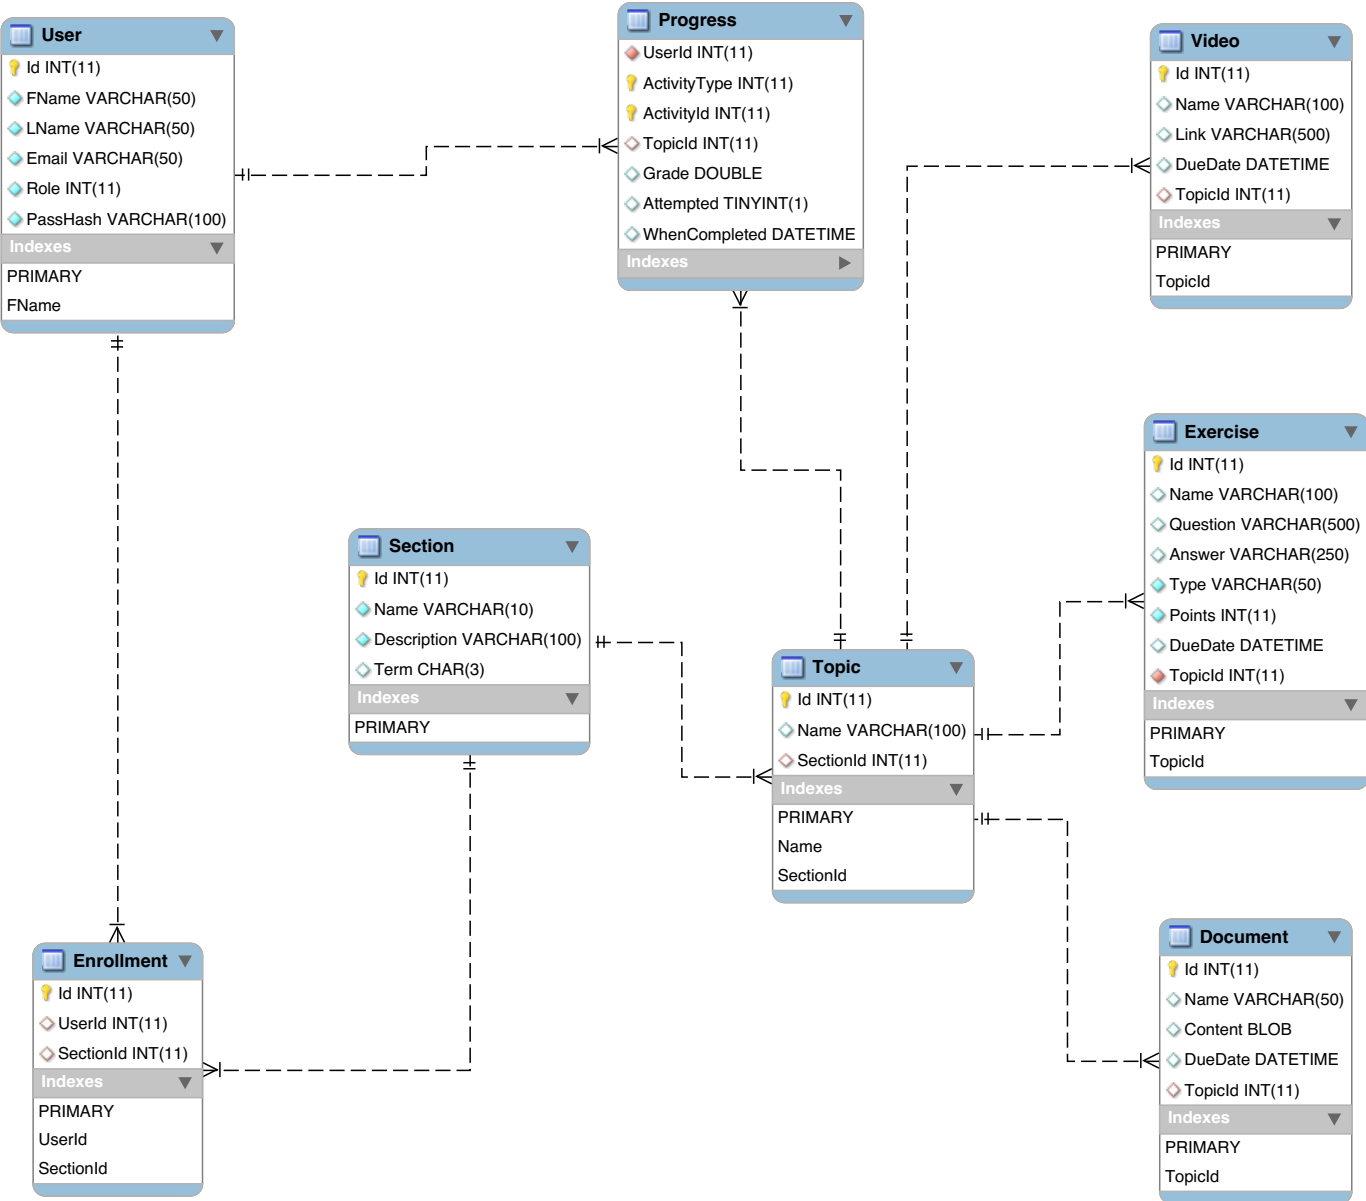 User
Id INT(11)
FName VARCHAR(50)
LName VARCHAR(50)
Email VARCHAR(50)
Role INT(11)
PassHash VARCHAR(100)
Indexes
PRIMARY
FName
Progress
UserId INT(11)
ActivityType INT(11)
ActivityId INT(11)
TopicId INT(11)
Grade DOUBLE
Attempted TINYINT(1)
WhenCompleted DATETIME
Indexes
Video
Id INT(11)
Name VARCHAR(100)
Link VARCHAR(500)
DueDate DATETIME
TopicId INT(11)
Indexes
PRIMARY
TopicId
Exercise
Id INT(11)
Name VARCHAR(100)
Question VARCHAR(500)
Answer VARCHAR(250)
Type VARCHAR(50)
Points INT(11)
DueDate DATETIME
TopicId INT(11)
Indexes
PRIMARY
TopicId
Section
Id INT(11)
Name VARCHAR(10)
Description VARCHAR(100)
Term CHAR(3)
Indexes
PRIMARY
Topic
Id INT(11)
Name VARCHAR(100)
SectionId INT(11)
Indexes
PRIMARY
Name
SectionId
Enrollment
Id INT(11)
UserId INT(11)
SectionId INT(11)
Indexes
PRIMARY
UserId
SectionId
Document
Id INT(11)
Name VARCHAR(50)
Content BLOB
DueDate DATETIME
TopicId INT(11)
Indexes
PRIMARY
TopicId